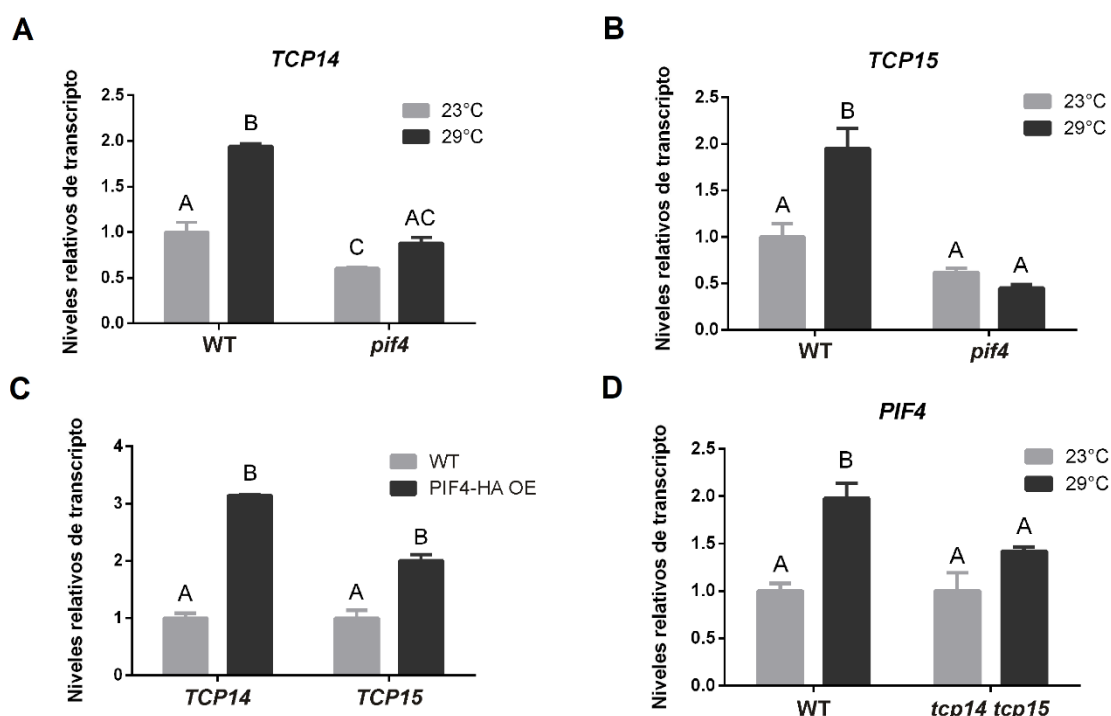 A
TCP14
Niveles relativos de transcripto
2.5
2.0
1.5
1.0
0.5
0.0
23°C
29°C
A
B
C
AC
WT
pif4
B
TCP15
Niveles relativos de transcripto
2.5
2.0
1.5
1.0
0.5
0.0
23°C
29°C
A
B
A
A
WT
pif4
C
Niveles relativos de transcripto
4
3
2
1
0
WT
PIF4-HA OE
A
B
A
B
TCP14
TCP15
D
PIF4
Niveles relativos de transcripto
2.5
2.0
1.5
1.0
0.5
0.0
23°C
29°C
A
B
A
A
WT
tcp14 tcp15